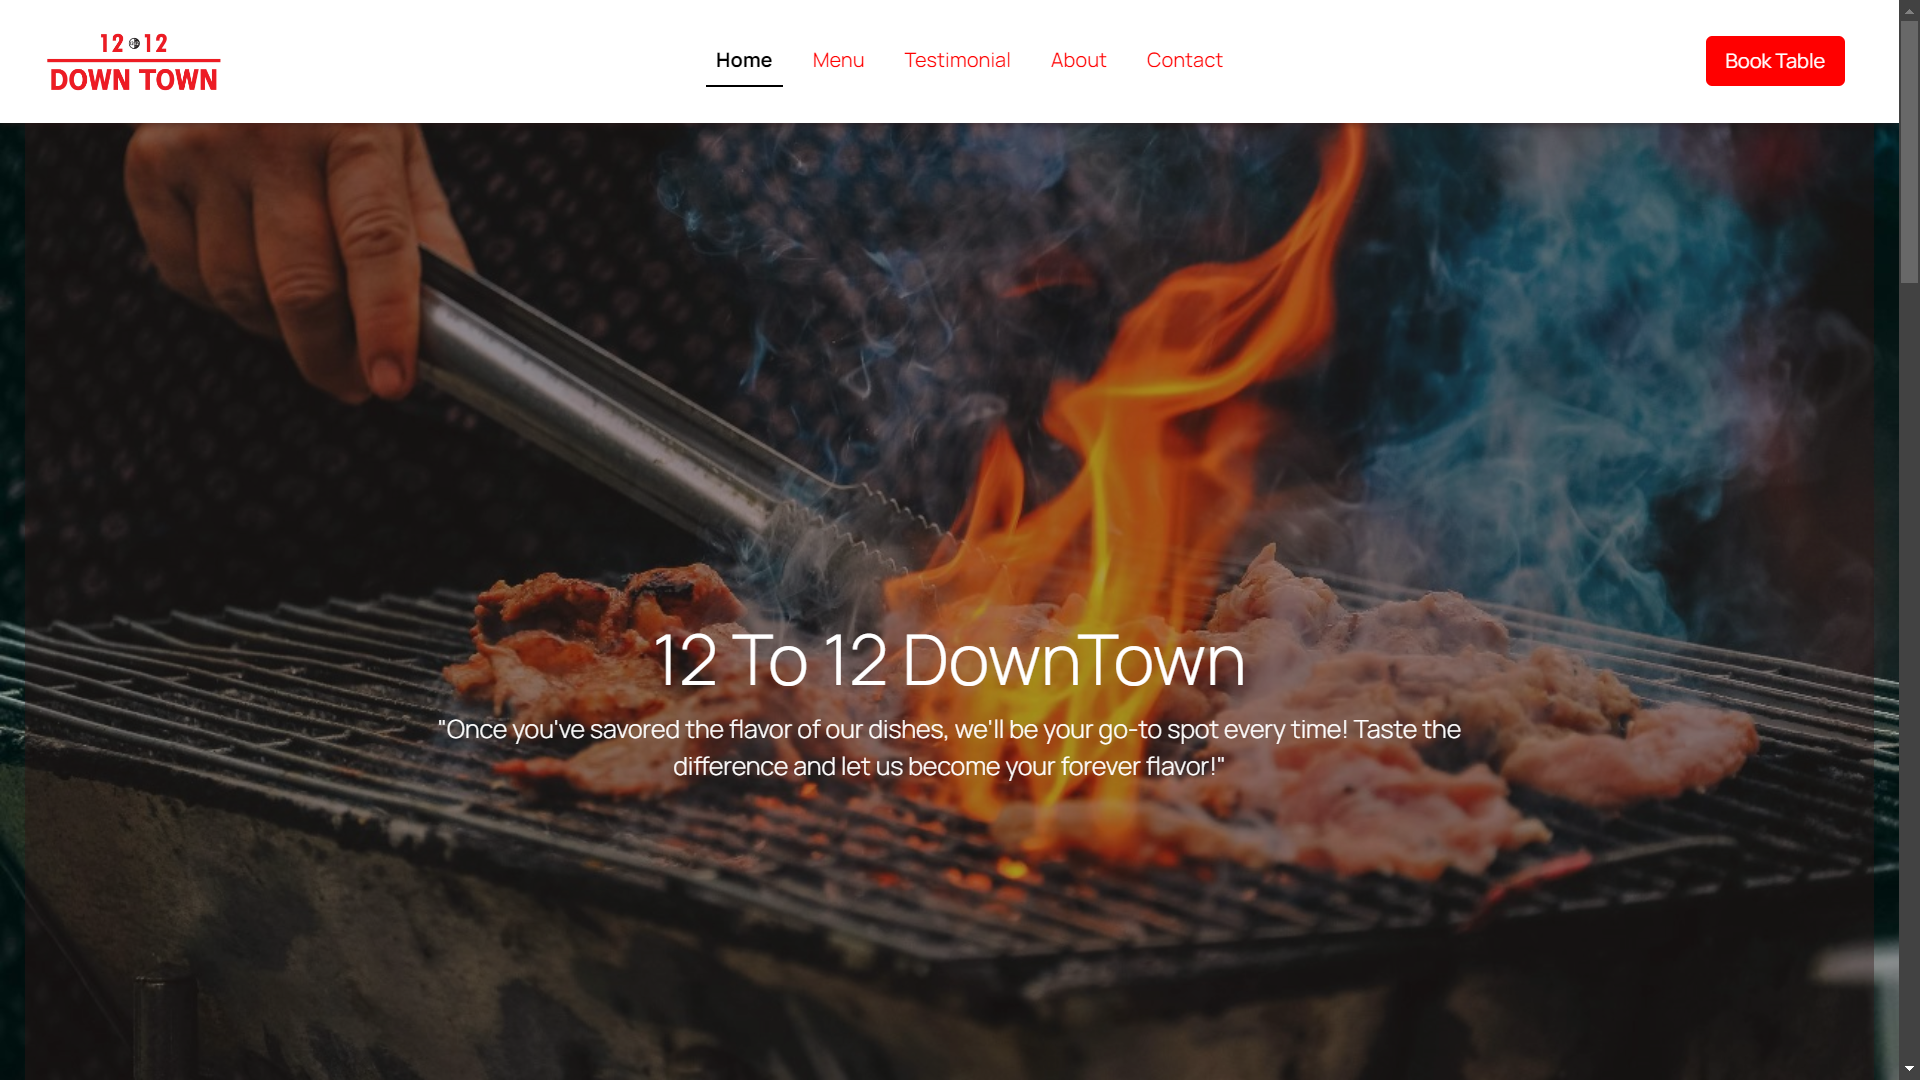 12 12
DOWN TOWN
Home Menu Testimonial About Contact
Book Table
12 To 12 DownTown
"Once you've savored the flavor of our dishes, we'll be your go-to spot every time! Taste the
difference and let us become your forever flavor!"